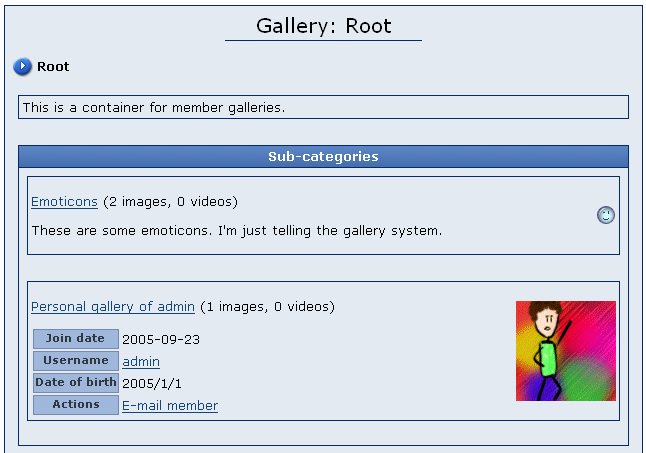 Gallery: Root
Root
This is a container for member galleries.
Sub-categories
Emoticons (2 images, 0 videos)
These are some emoticons. I'm just telling the gallery system.
Personal gallery of admin (1 images, 0 videos)
Join date 2005-09-23
Username admin
Date of birth 2005/1/1
Actions E-mail member